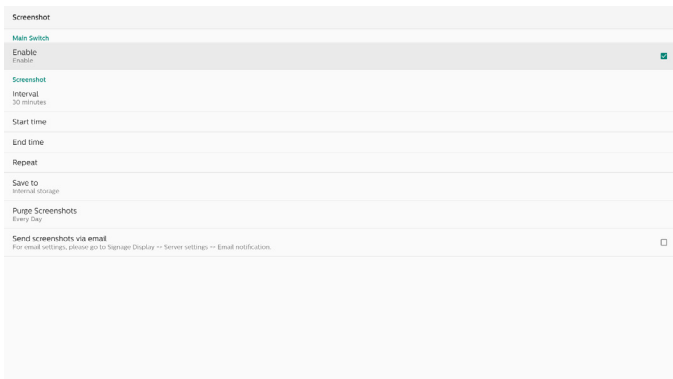 Screenshot
Main Switch
Enable
Enable
Screenshot
Interval
30 minutes
Start time
End time
Repeat
Save to
Internal storage
Purge Screenshots
Every Day
Send screenshots via email
For email settings, please go to Signage Display -- Server settings -- Email notification.